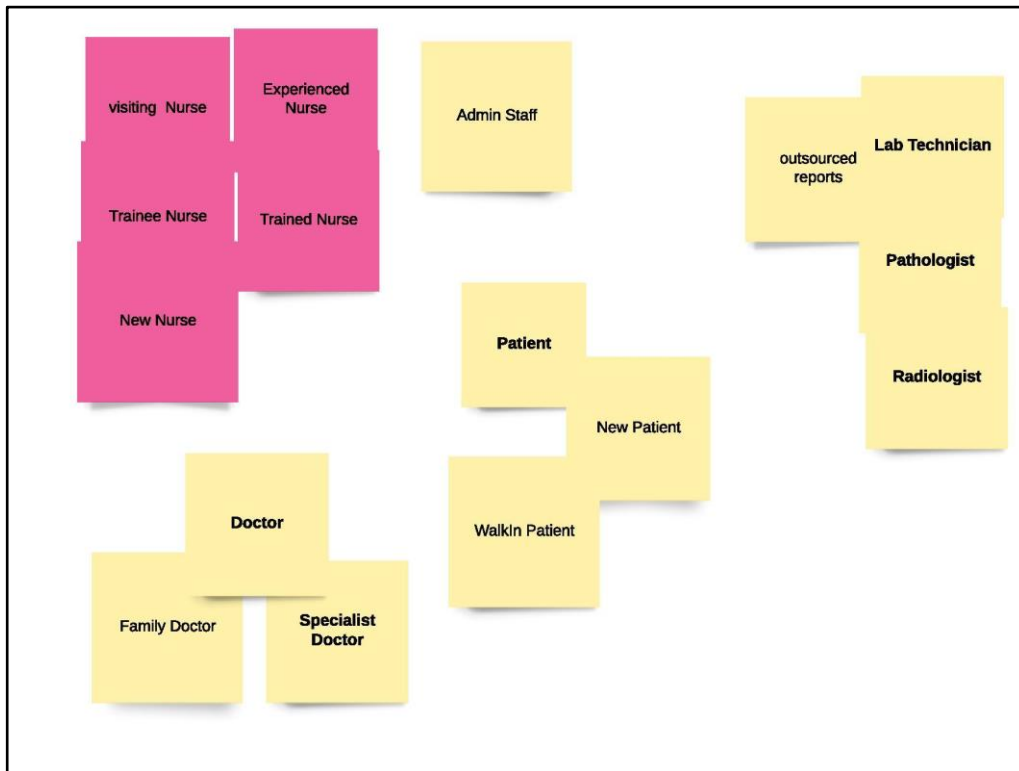 visiting  Nurse
Experienced
Nurse
Trainee Nurse
Trained Nurse
New Nurse
Admin Staff
outsourced
reports
Lab Technician
Pathologist
Radiologist
Patient
New Patient
WalkIn Patient
Doctor
Family Doctor
Specialist
Doctor